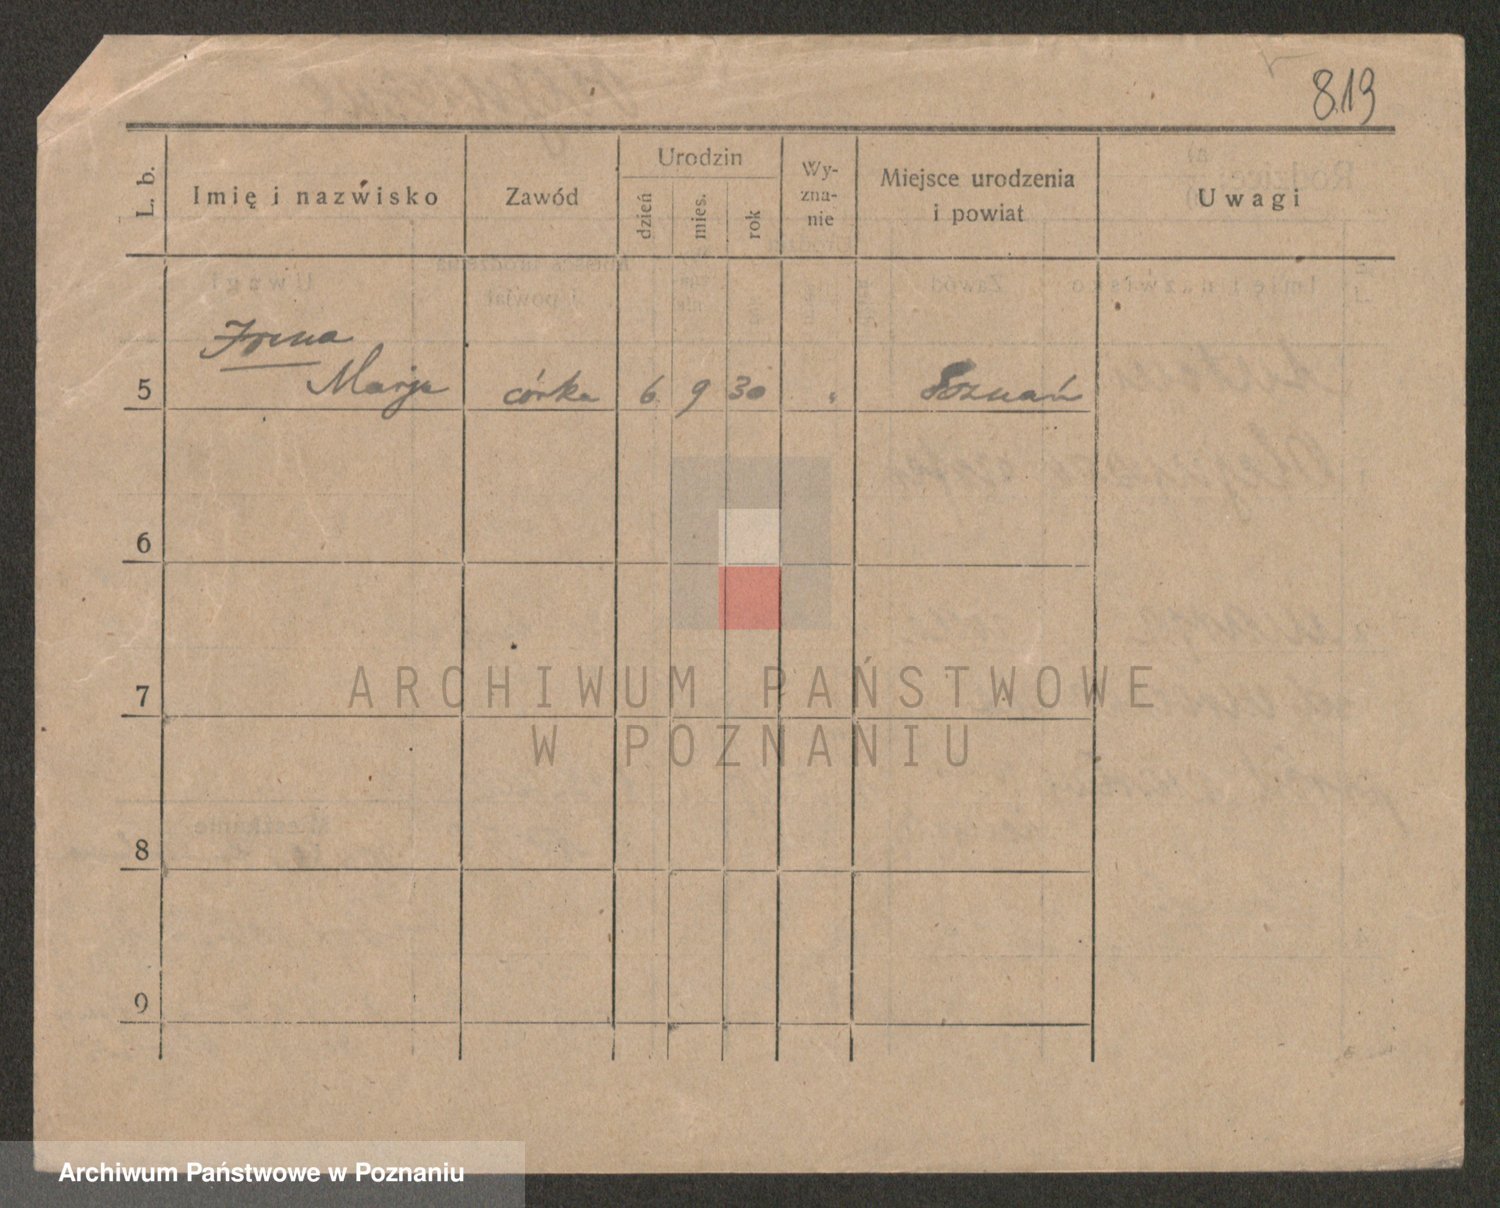 819
L. b.
Imię i nazwisko
Zawód
Urodzin
dzień
mies.
rok
Wy-
zna-
nie
Miejsce urodzenia
i powiat
Uwagi
Irena
5 Marja córka 6 9 30 " Poznań
6
7
8
9
ARCHIWUM PAŃSTWOWE
W POZNANIU
Archiwum Państwowe w Poznaniu